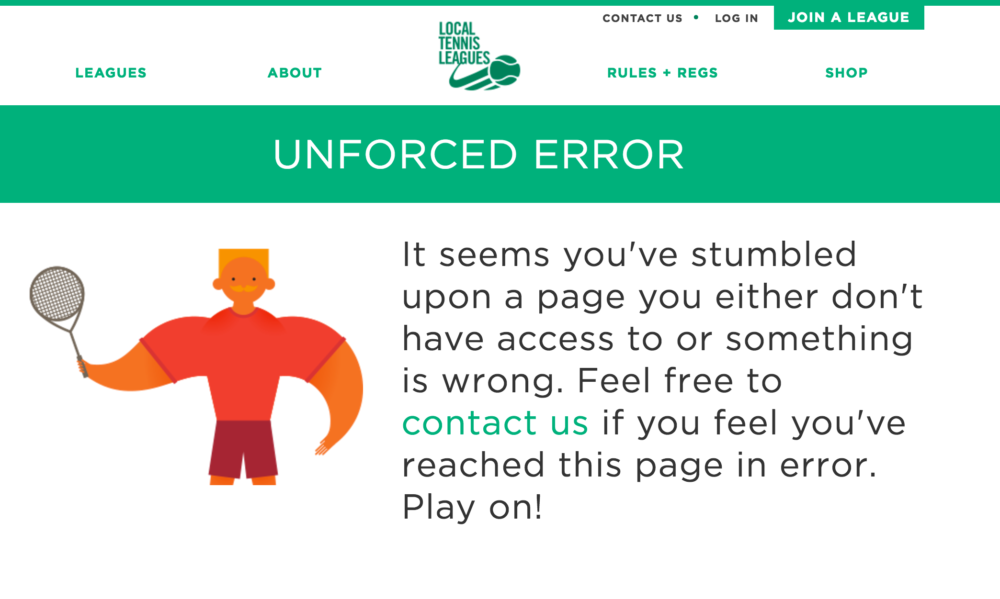 CONTACT US • LOG IN JOIN A LEAGUE
LOCAL
TENNIS
LEAGUES
LEAGUES ABOUT RULES + REGS SHOP
UNFORCED ERROR
It seems you've stumbled
upon a page you either don't
have access to or something
is wrong. Feel free to
contact us if you feel you've
reached this page in error.
Play on!